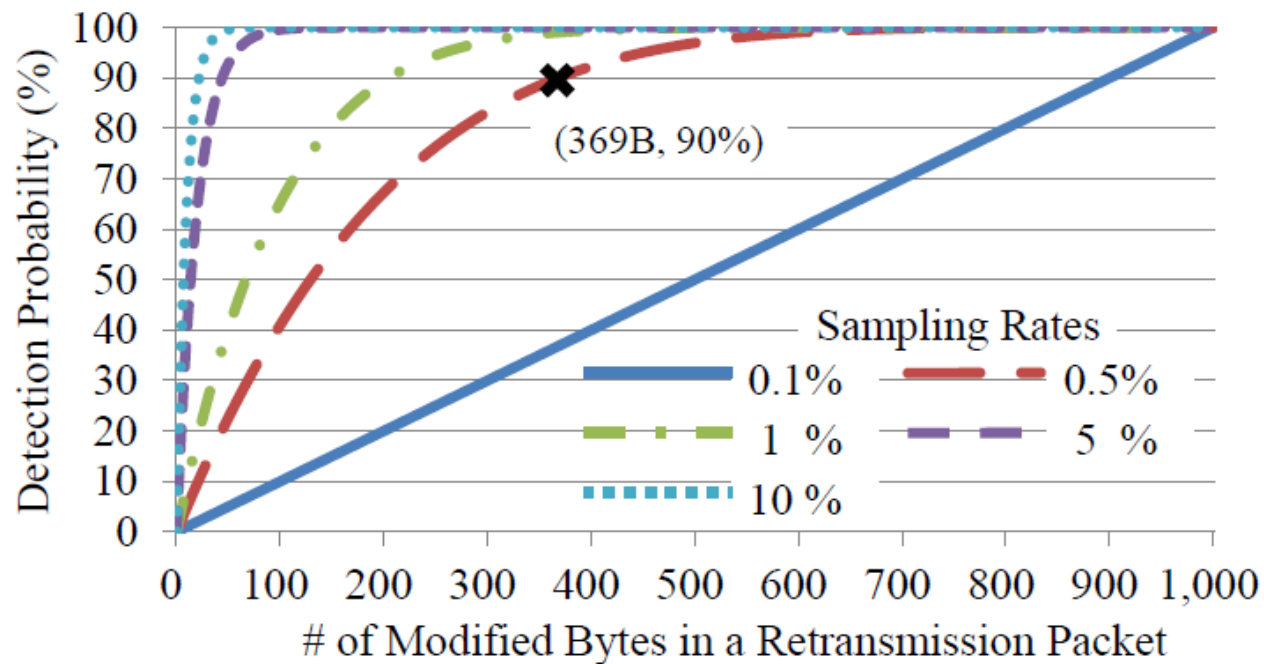 Detection Probability (%)
100
90
80
70
60
50
40
30
20
10
0
(369B, 90%)
Sampling Rates
0.1% 0.5%
1 % 5 %
10 %
0 100 200 300 400 500 600 700 800 900 1,000
# of Modified Bytes in a Retransmission Packet